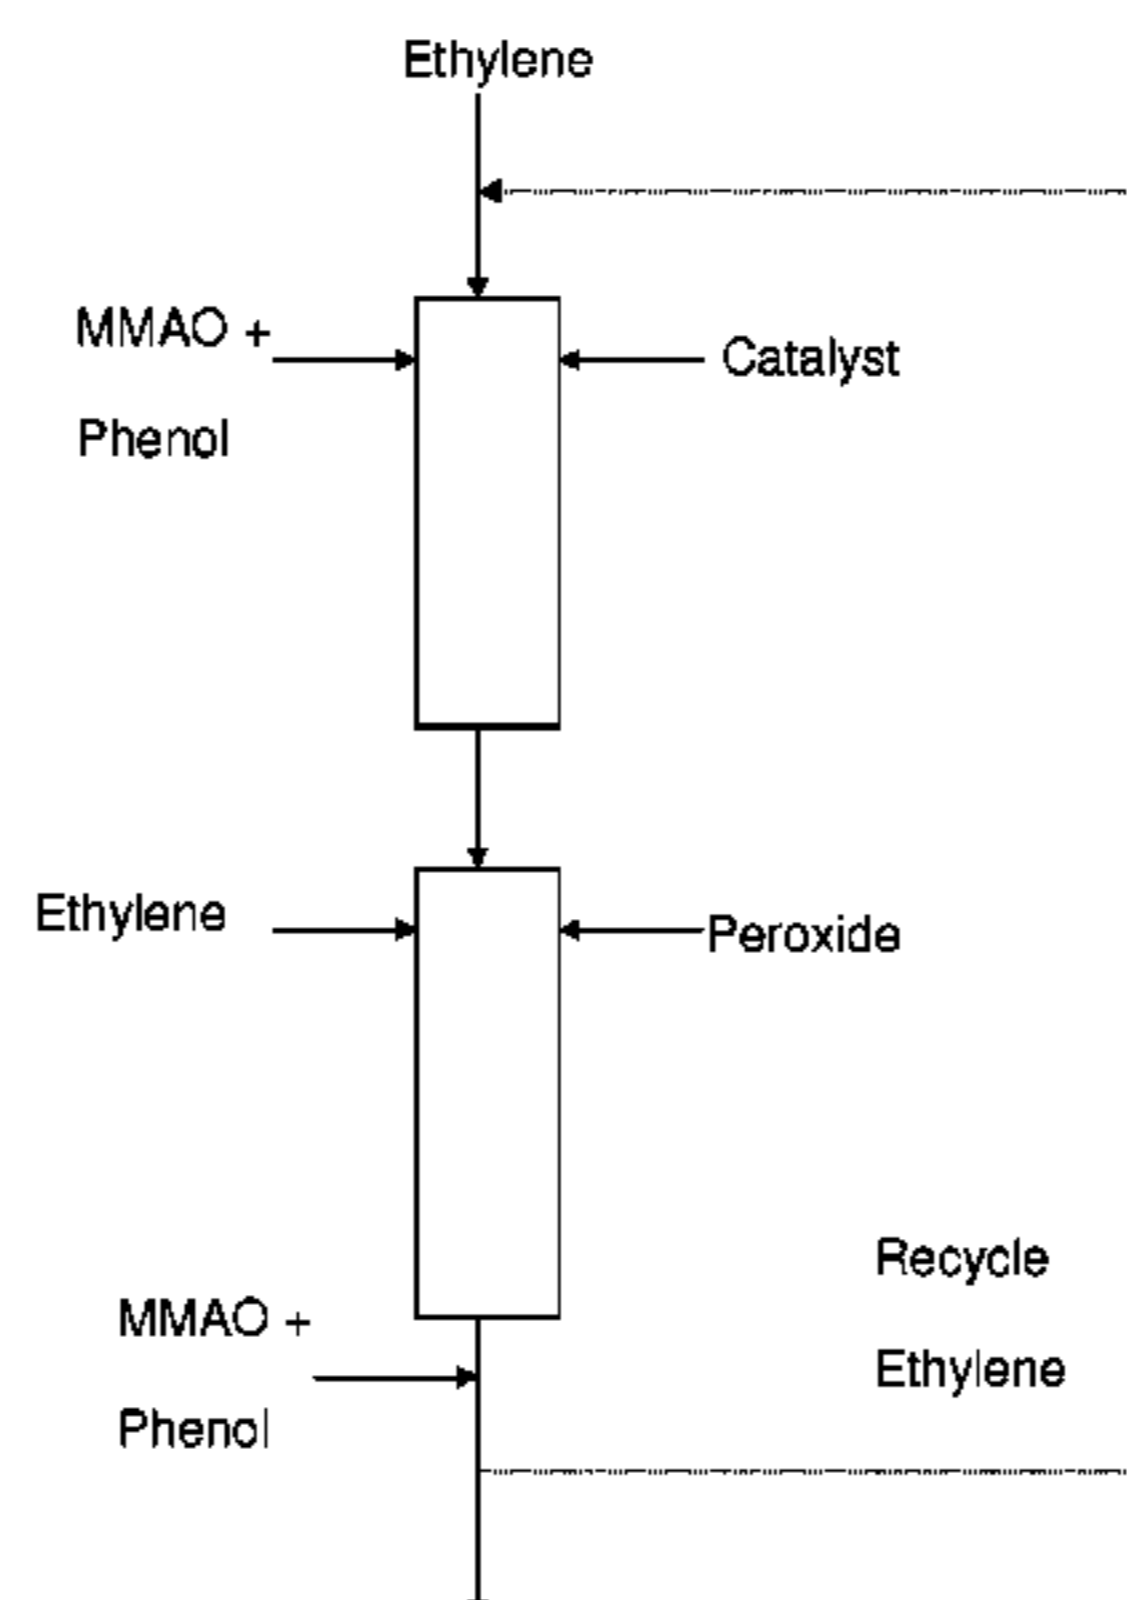 Ethylene
MMAO +
Phenol
Catalyst
Ethylene
Peroxide
Recycle
Ethylene
MMAO +
Phenol